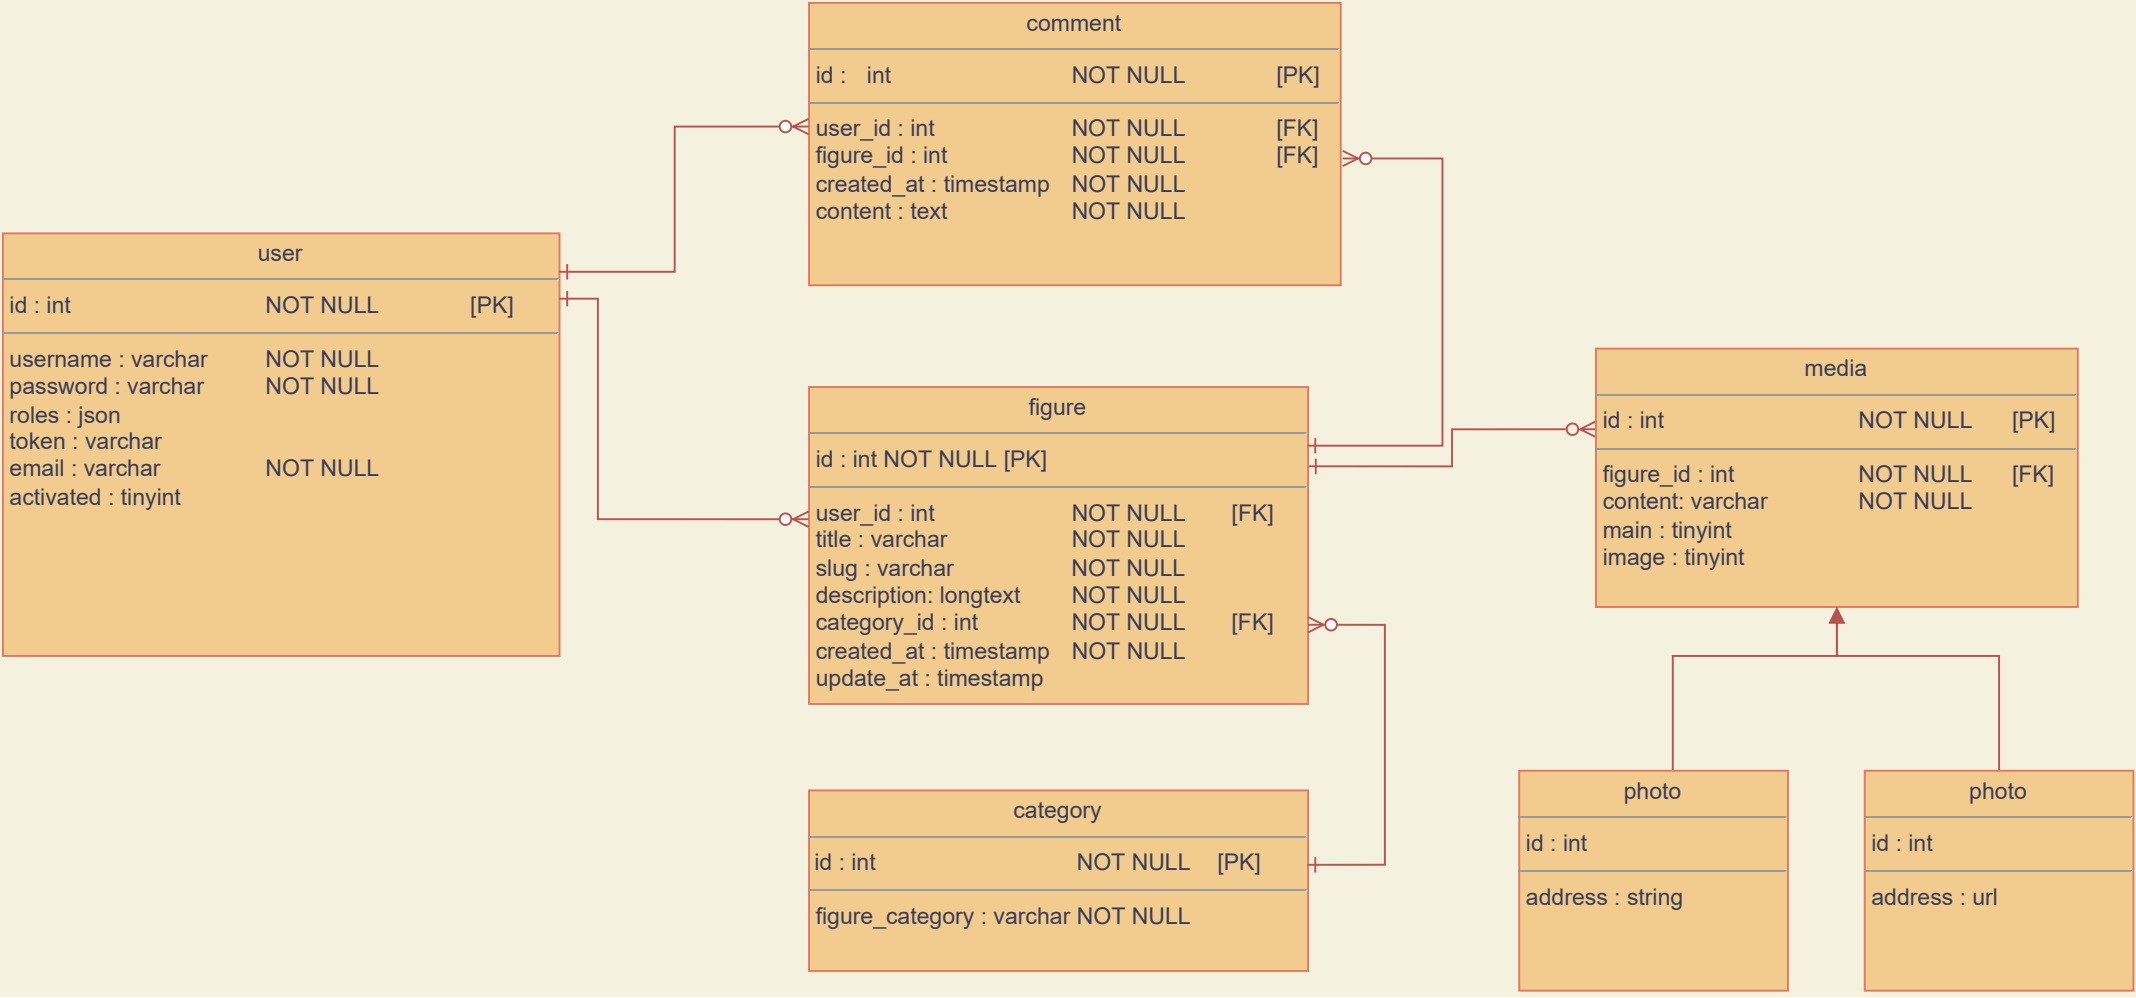 comment
id : int NOT NULL [PK]
user_id : int NOT NULL [FK]
figure_id : int NOT NULL [FK]
created_at : timestamp NOT NULL
content : text NOT NULL
user
id : int NOT NULL [PK]
username : varchar NOT NULL
password : varchar NOT NULL
roles : json
token : varchar
email : varchar NOT NULL
activated : tinyint
figure
id : int NOT NULL [PK]
user_id : int NOT NULL [FK]
title : varchar NOT NULL
slug : varchar NOT NULL
description: longtext NOT NULL
category_id : int NOT NULL [FK]
created_at : timestamp NOT NULL
update_at : timestamp
media
id : int NOT NULL [PK]
figure_id : int NOT NULL [FK]
content: varchar NOT NULL
main : tinyint
image : tinyint
category
id : int NOT NULL [PK]
figure_category : varchar NOT NULL
photo
id : int
address : string
photo
id : int
address : url